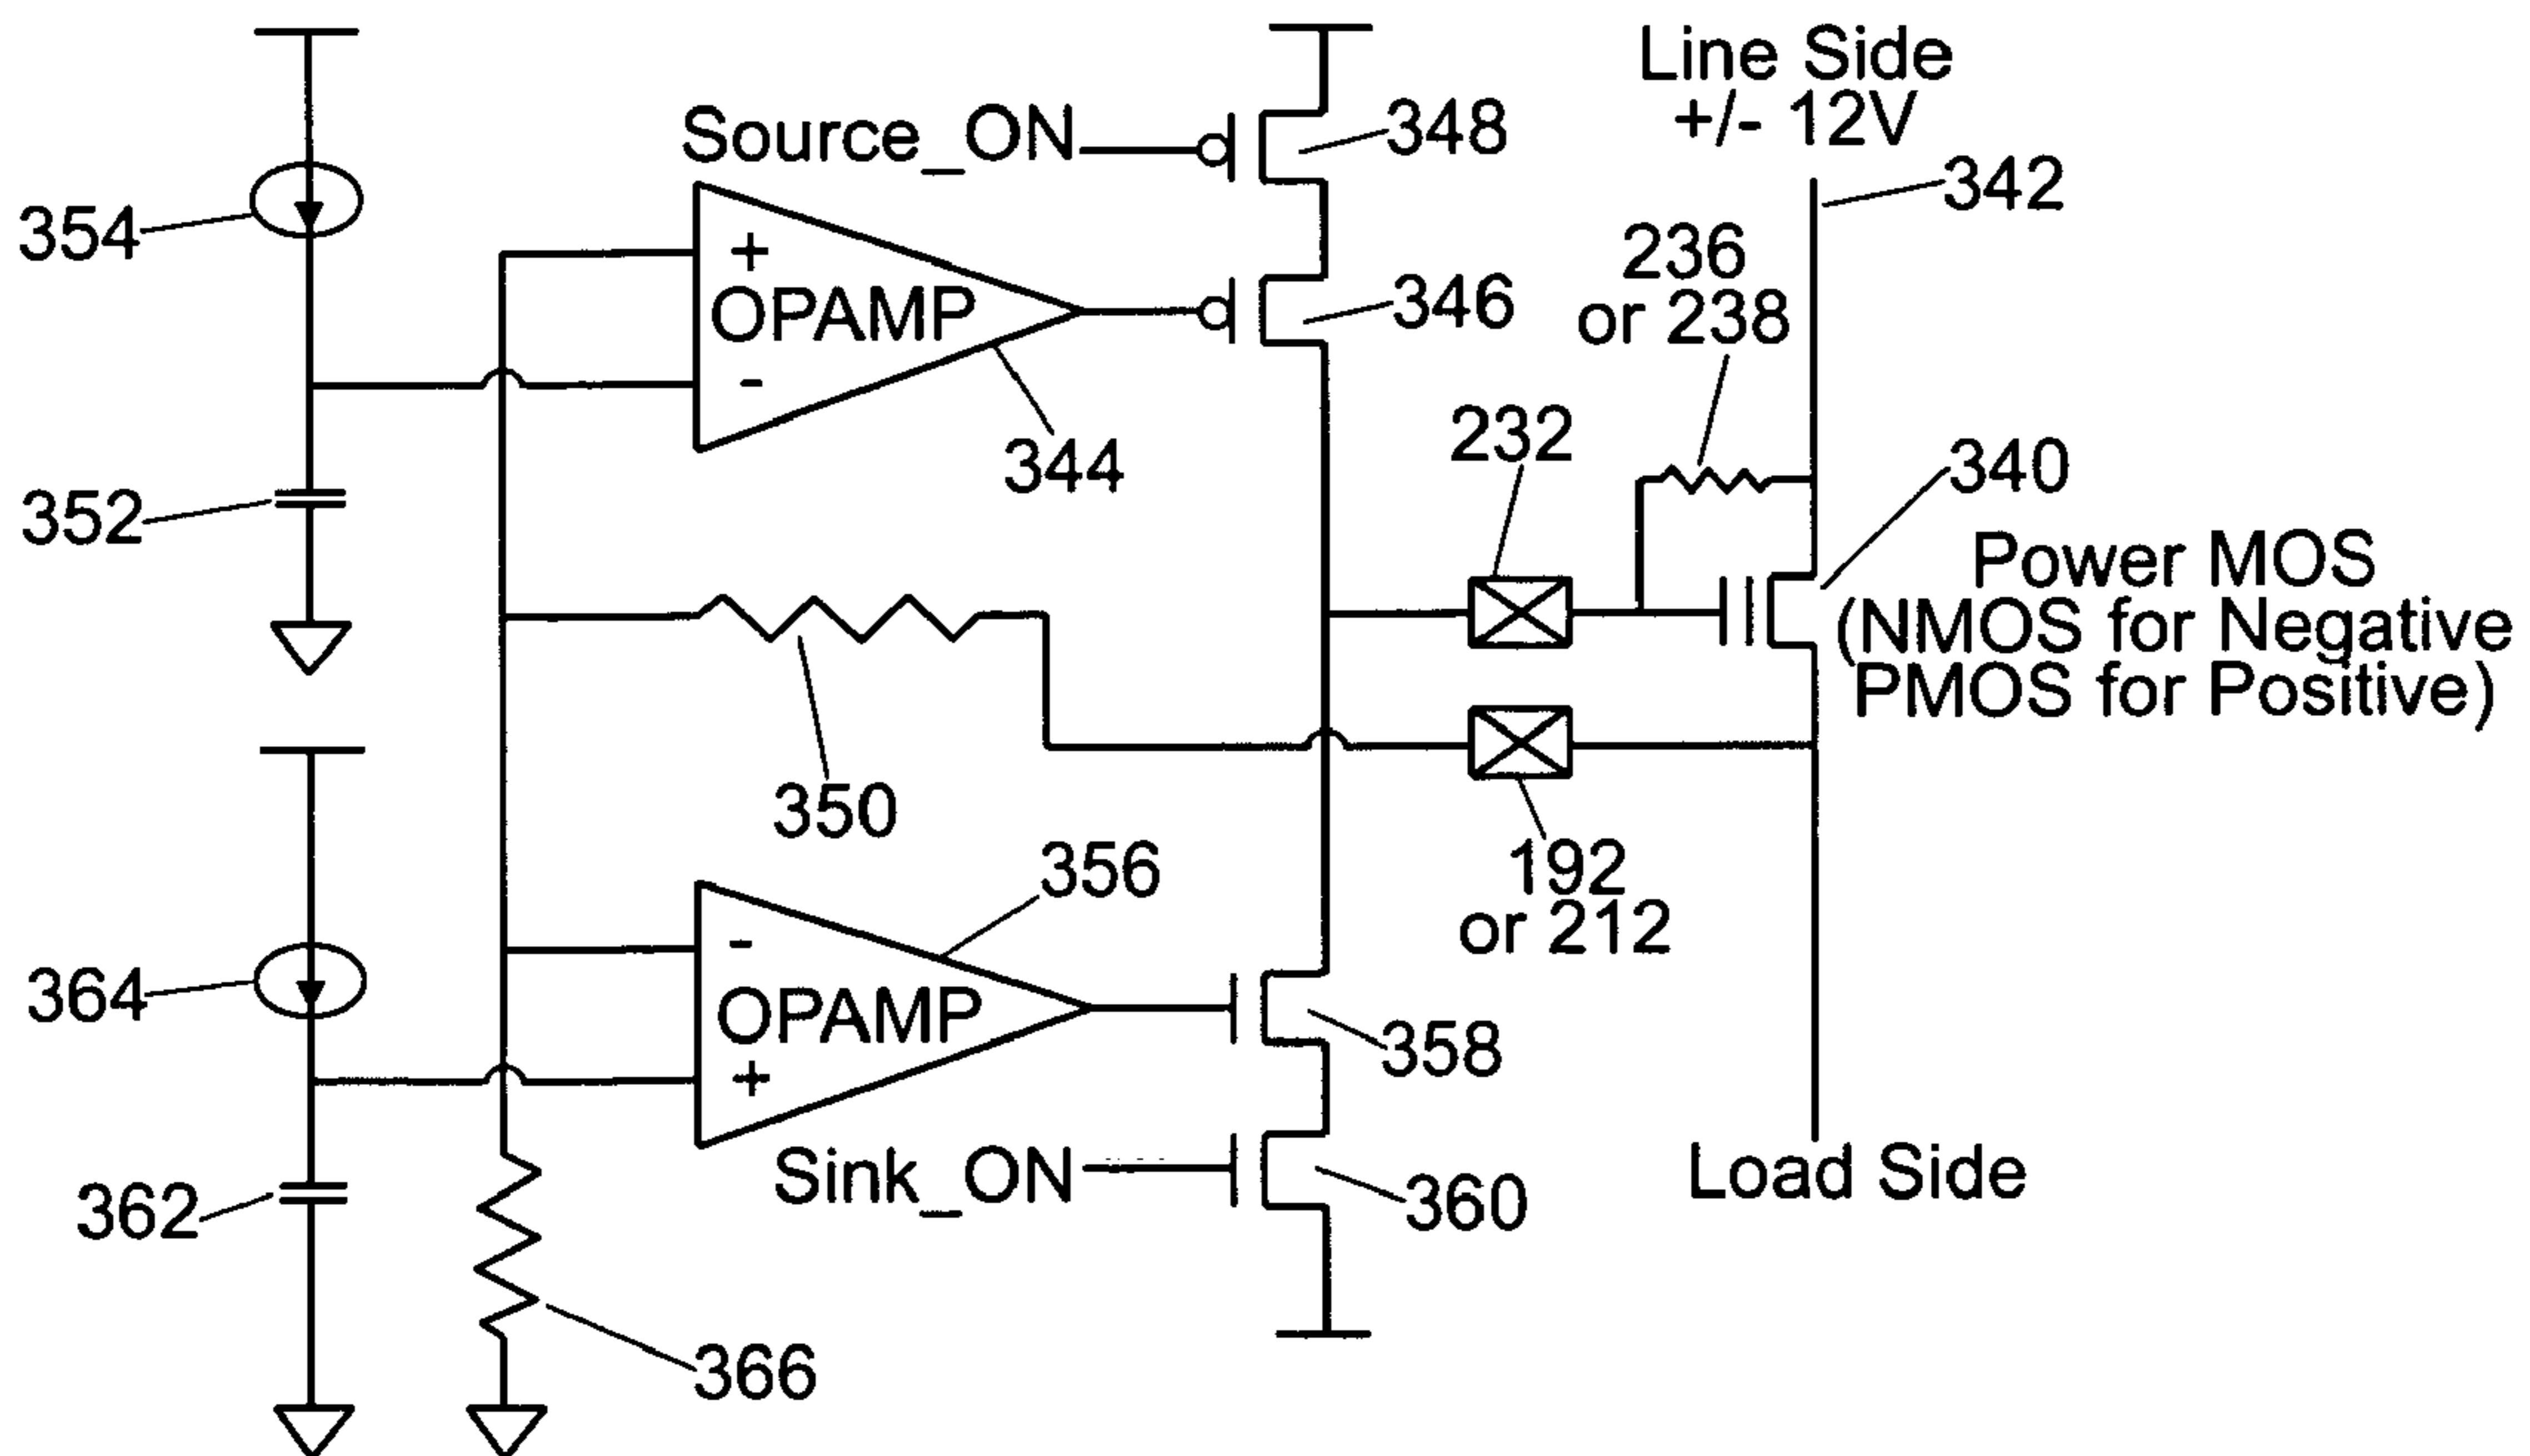 Line Side
+/- 12V
Source_ON
348
342
354
+
OPAMP
-
344
346
236
or 238
232
340
352
Power MOS
(NMOS for Negative
PMOS for Positive)
350
192
or 212
356
364
-
OPAMP
+
358
Sink_ON
360
Load Side
362
366